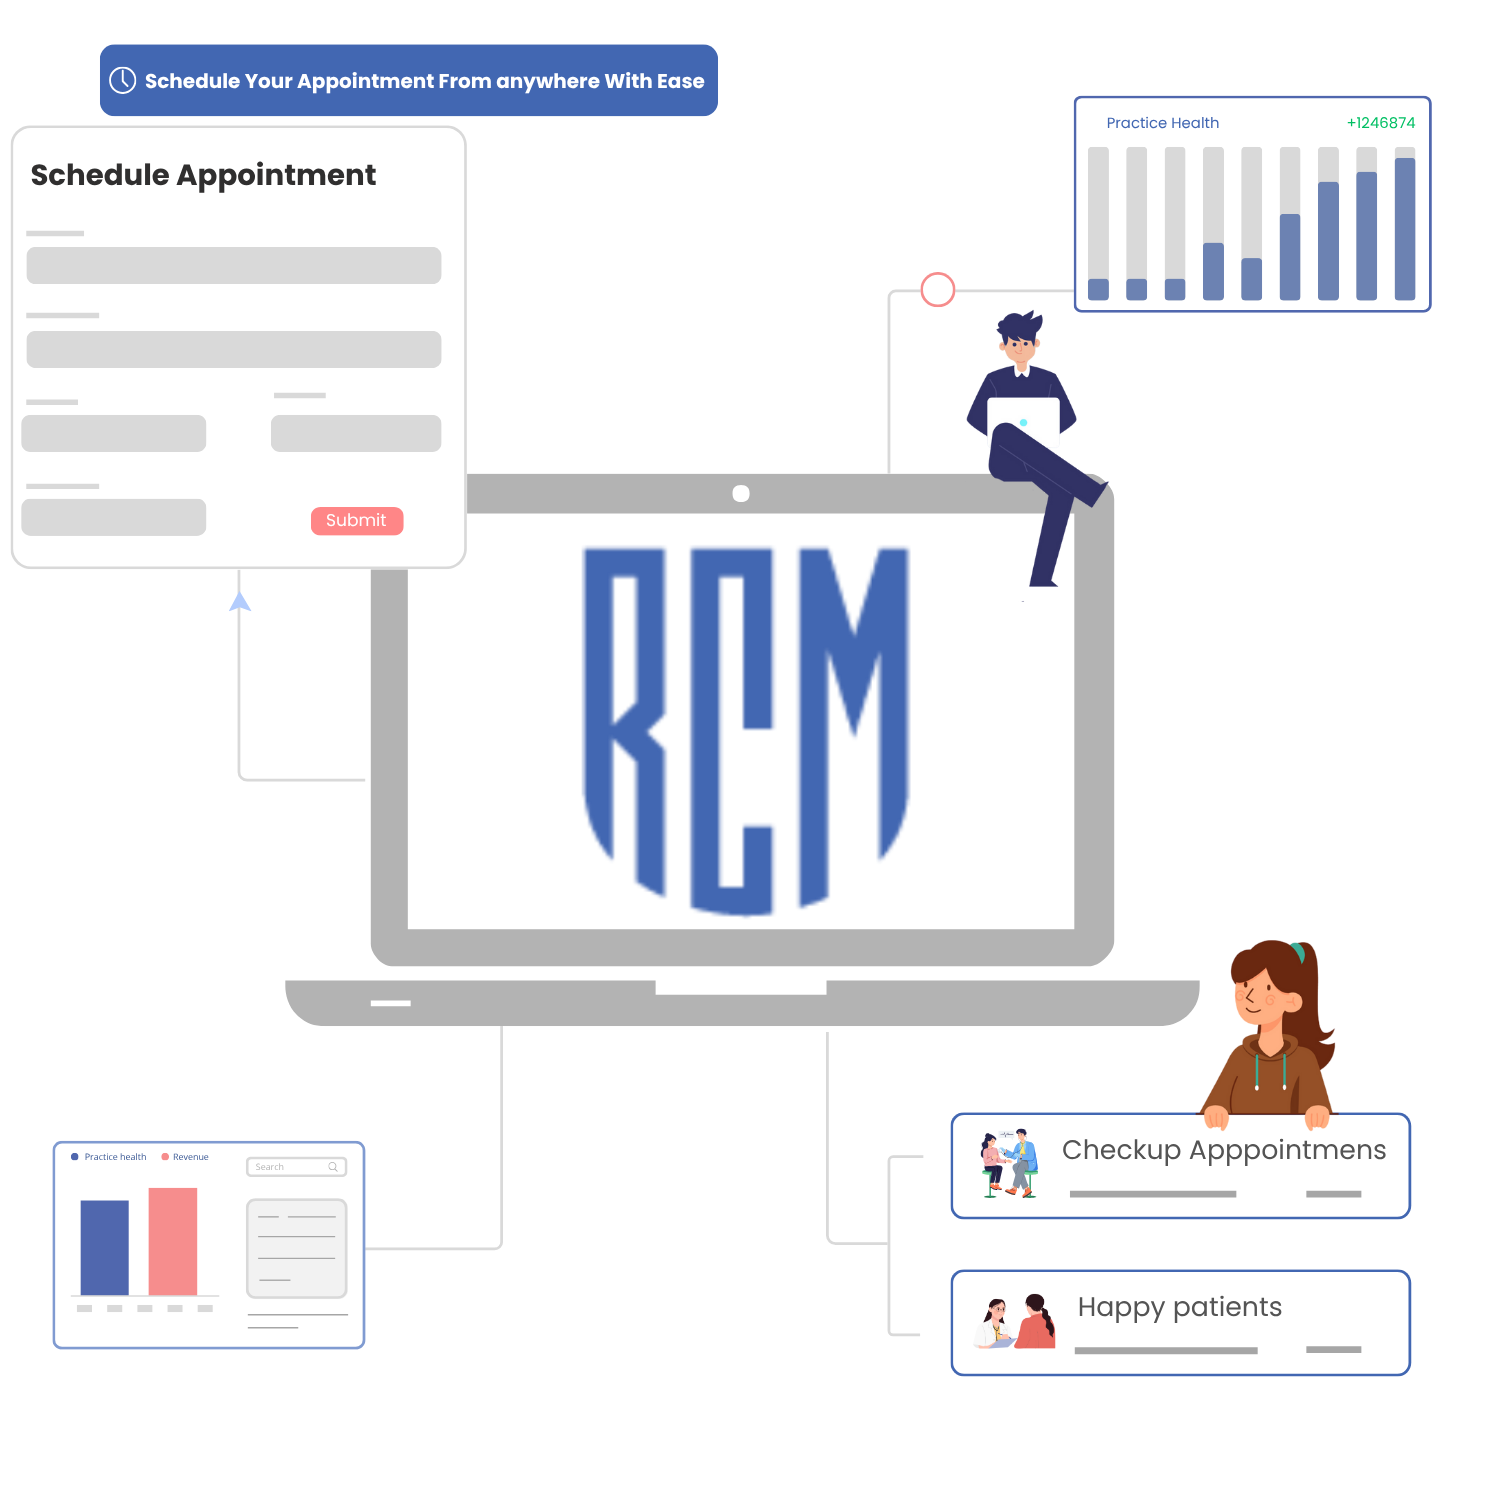 Schedule Your Appointment From anywhere With Ease
Practice Health
+1246874
Schedule Appointment
Submit
RCM
Practice health
Revenue
Search
Checkup Apppointmens
Happy patients